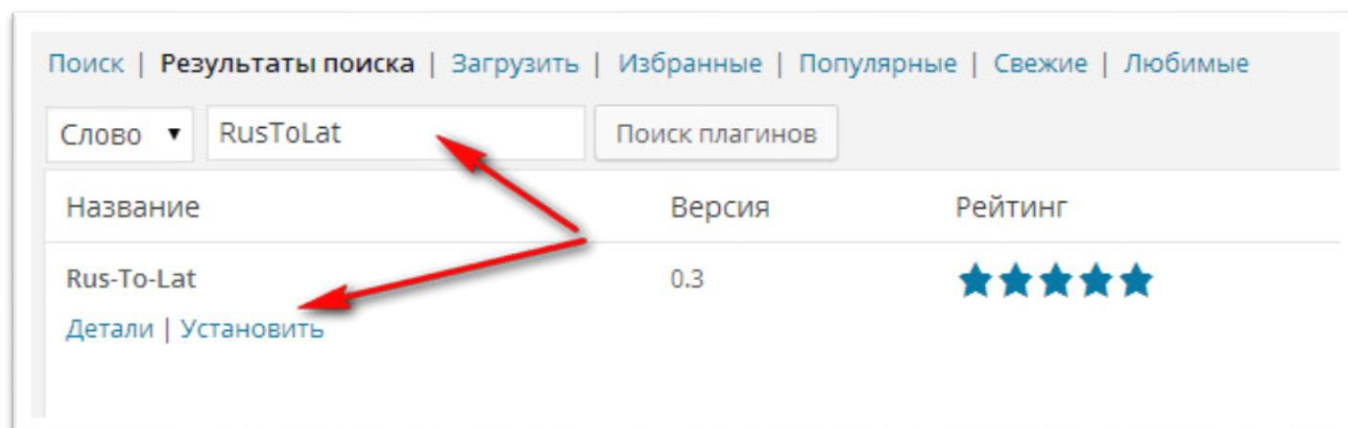 Поиск | Результаты поиска | Загрузить | Избранные | Популярные | Свежие | Любимые
Слово RusToLat Поиск плагинов
Название Версия Рейтинг
Rus-To-Lat 0.3
Детали | Установить